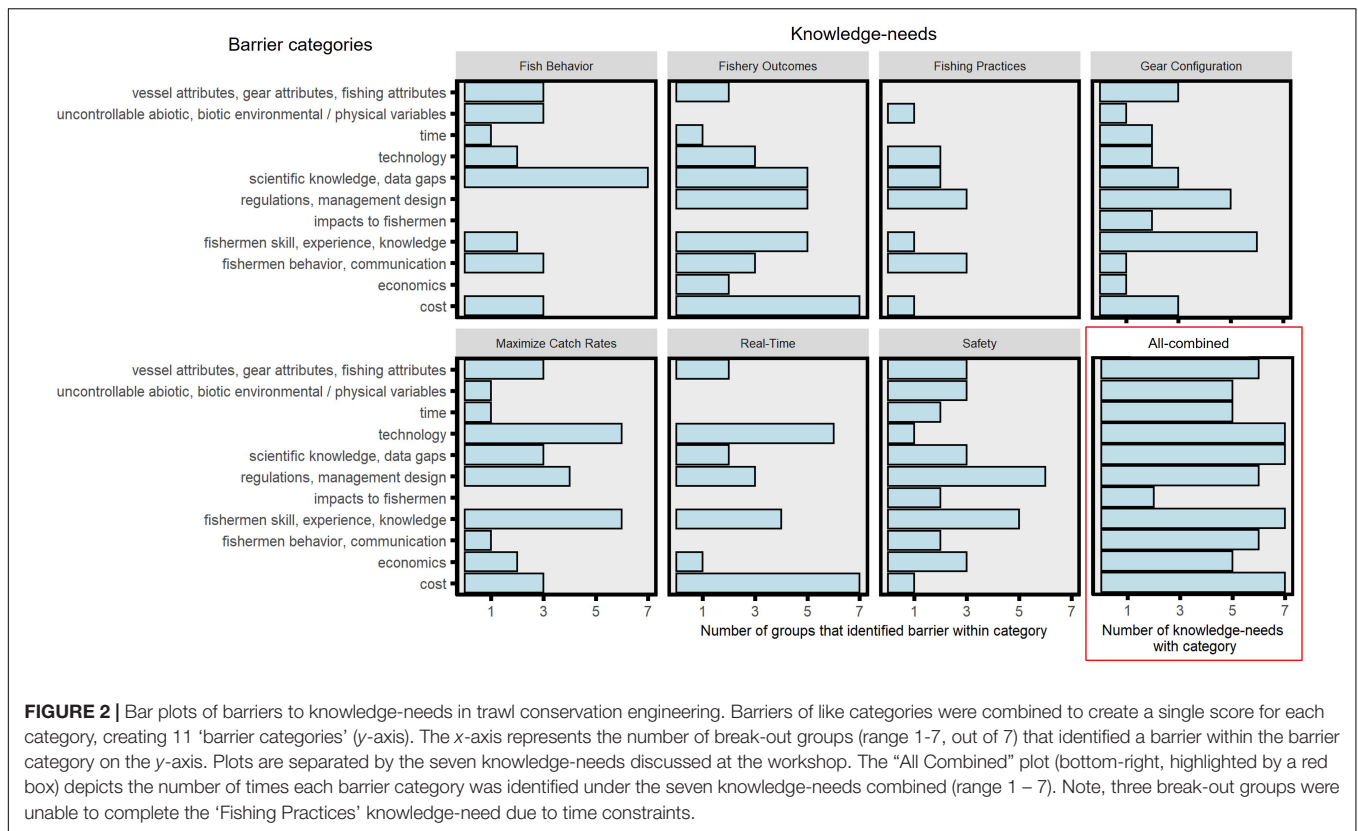 Barrier categories
Knowledge-needs
Fish Behavior
Fishery Outcomes
Fishing Practices
Gear Configuration
vessel attributes, gear attributes, fishing attributes
uncontrollable abiotic, biotic environmental / physical variables
time
technology
scientific knowledge, data gaps
regulations, management design
impacts to fishermen
fishermen skill, experience, knowledge
fishermen behavior, communication
economics
cost
Maximize Catch Rates
Real-Time
Safety
All-combined
vessel attributes, gear attributes, fishing attributes
uncontrollable abiotic, biotic environmental / physical variables
time
technology
scientific knowledge, data gaps
regulations, management design
impacts to fishermen
fishermen skill, experience, knowledge
fishermen behavior, communication
economics
cost
1 3 5 7
1 3 5 7
1 3 5 7
1 3 5 7
Number of groups that identified barrier within category
Number of knowledge-needs
with category
FIGURE 2 | Bar plots of barriers to knowledge-needs in trawl conservation engineering. Barriers of like categories were combined to create a single score for each
category, creating 11 ‘barrier categories’ (y-axis). The x-axis represents the number of break-out groups (range 1-7, out of 7) that identified a barrier within the barrier
category on the y-axis. Plots are separated by the seven knowledge-needs discussed at the workshop. The “All Combined” plot (bottom-right, highlighted by a red
box) depicts the number of times each barrier category was identified under the seven knowledge-needs combined (range 1 – 7). Note, three break-out groups were
unable to complete the ‘Fishing Practices’ knowledge-need due to time constraints.